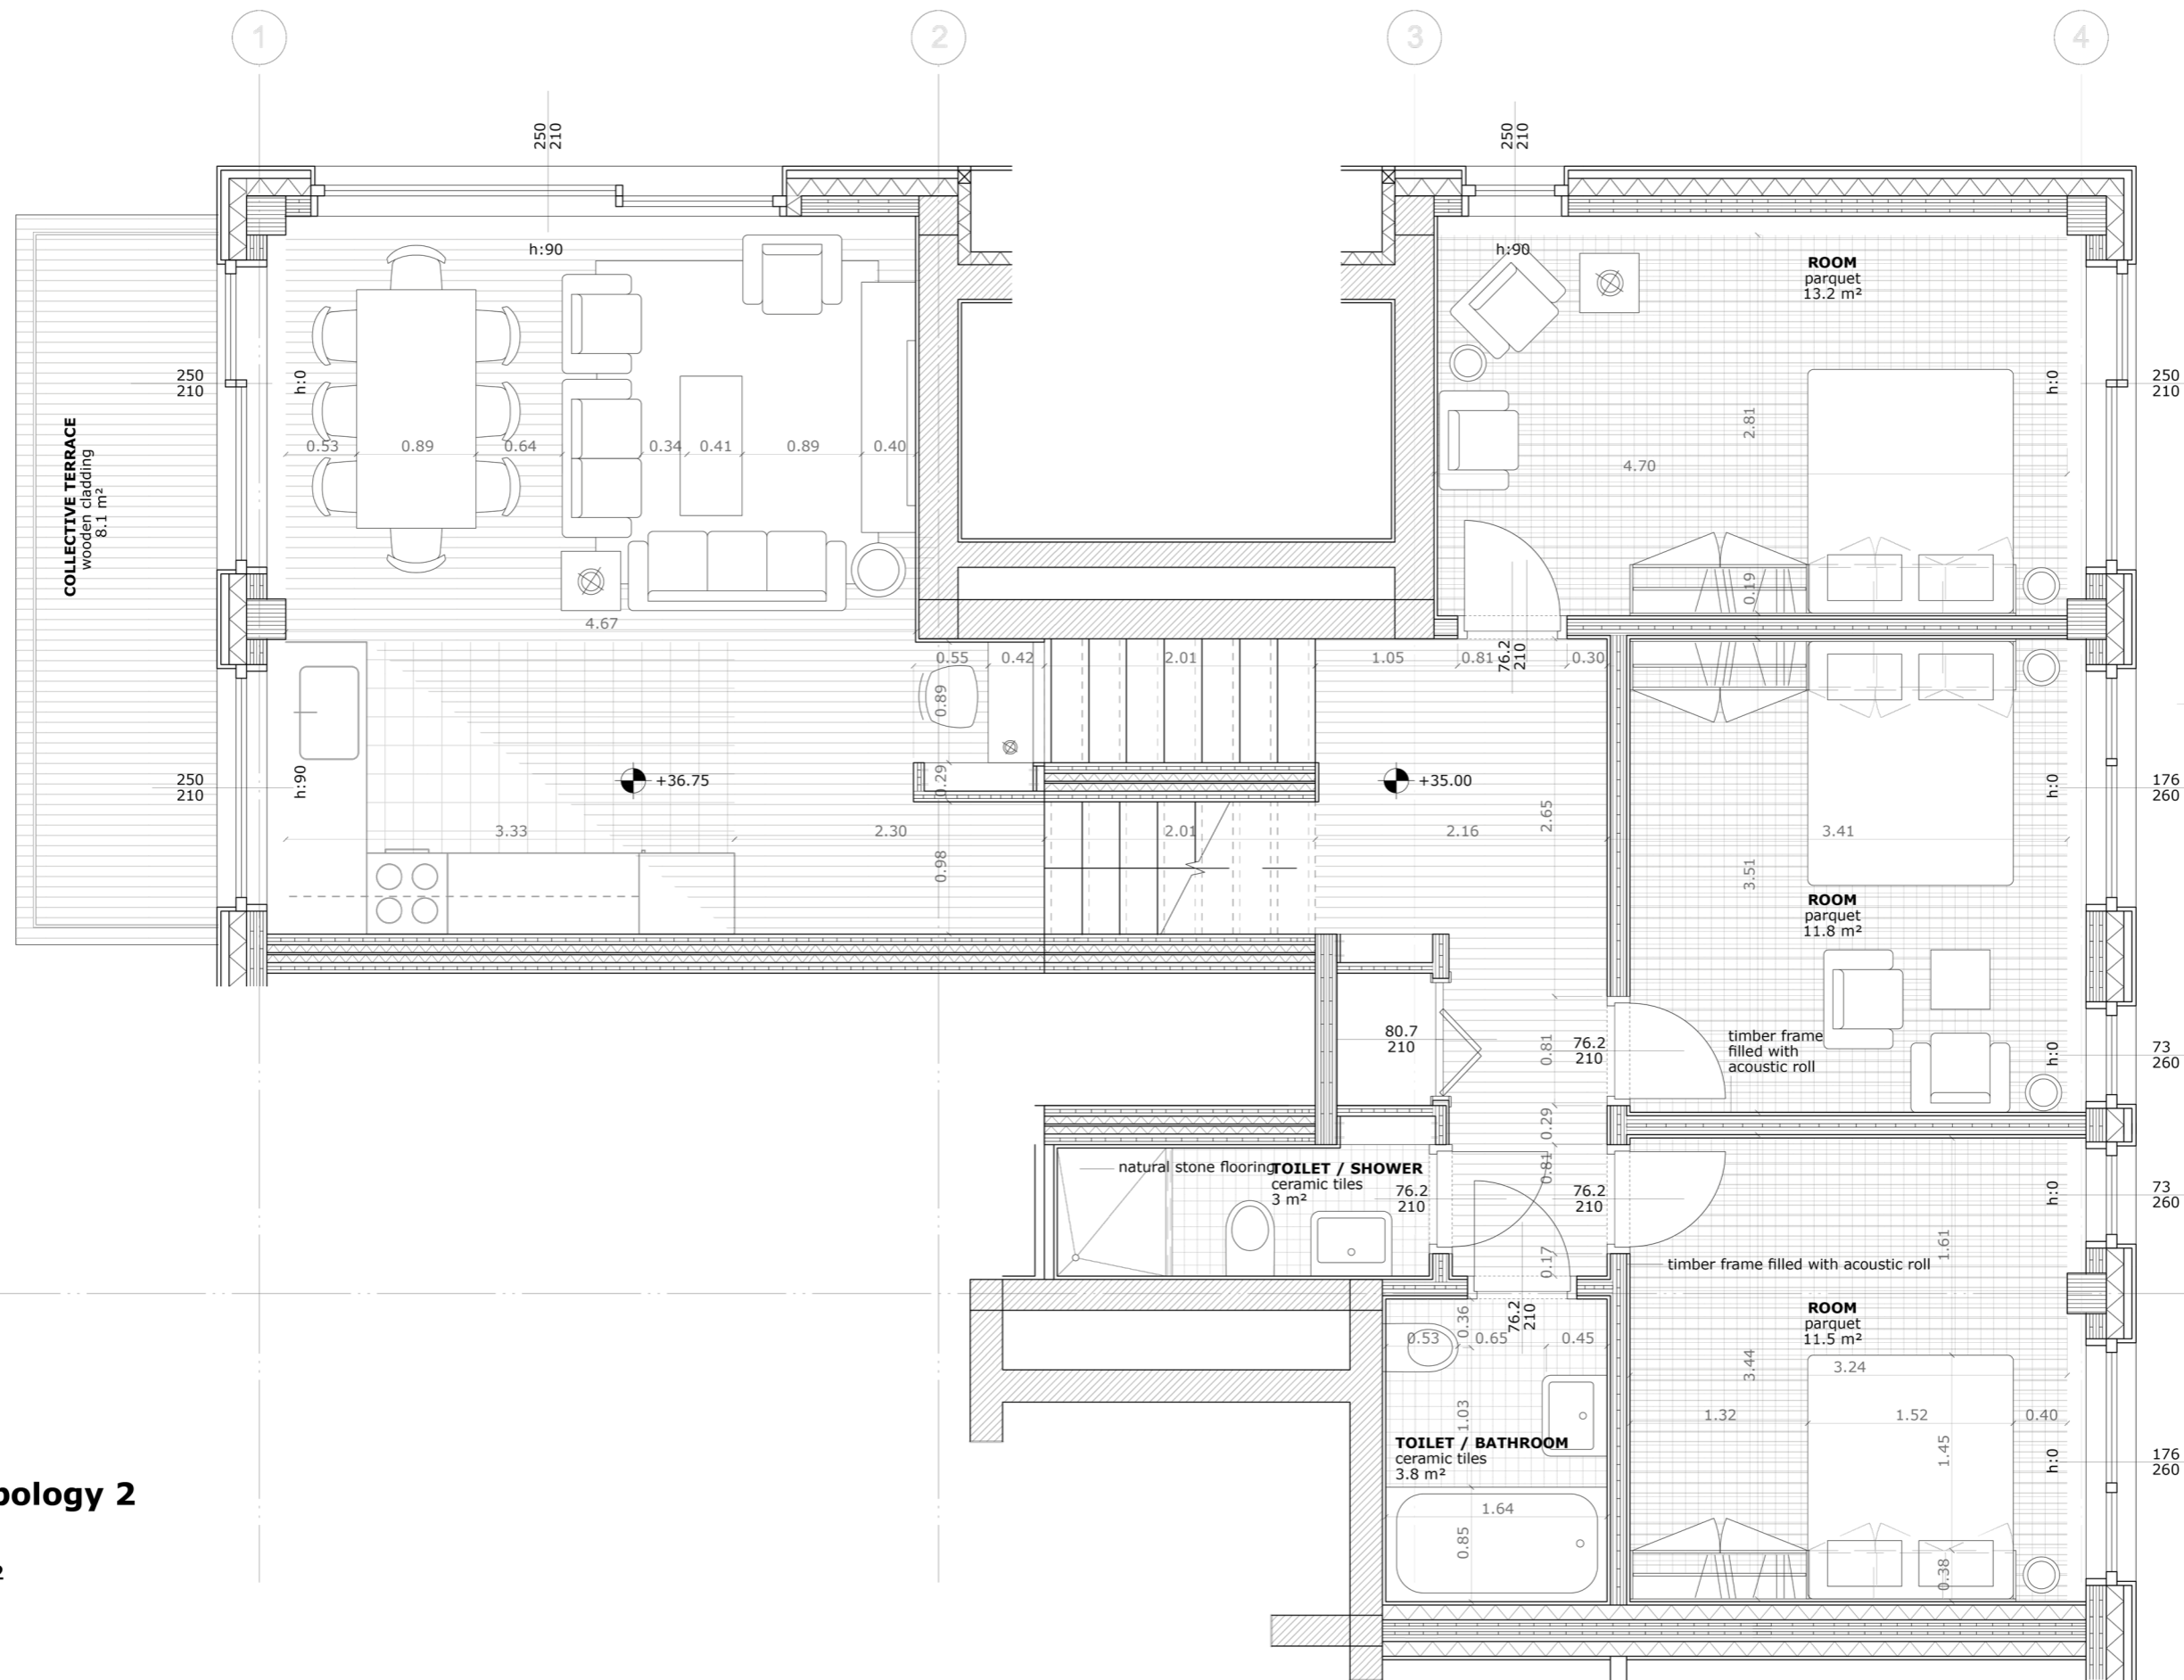 1
2
3
4
250
210
250
210
h:90
h:90
ROOM
parquet
13.2 m²
250
210
h:0
h:0
250
210
COLLECTIVE TERRACE
wooden cladding
8.1 m²
0.53
0.89
0.64
0.34
0.41
0.89
0.40
2.81
4.70
0.19
4.67
0.55
0.42
2.01
1.05
0.81
76.2
210
0.30
0.89
250
210
h:90
+36.75
0.29
+35.00
h:0
176
260
3.33
2.30
0.98
2.01
2.16
2.65
3.41
3.51
ROOM
parquet
11.8 m²
80.7
210
0.81
76.2
210
timber frame
filled with
acoustic roll
h:0
73
260
0.29
natural stone flooring
TOILET / SHOWER
ceramic tiles
3 m²
76.2
210
0.81
76.2
210
h:0
73
260
0.17
1.61
timber frame filled with acoustic roll
ROOM
parquet
11.5 m²
0.53
0.36
0.65
76.2
210
0.45
3.44
3.24
1.32
1.52
0.40
1.03
1.45
TOILET / BATHROOM
ceramic tiles
3.8 m²
h:0
176
260
1.64
0.85
0.38
pology 2
2